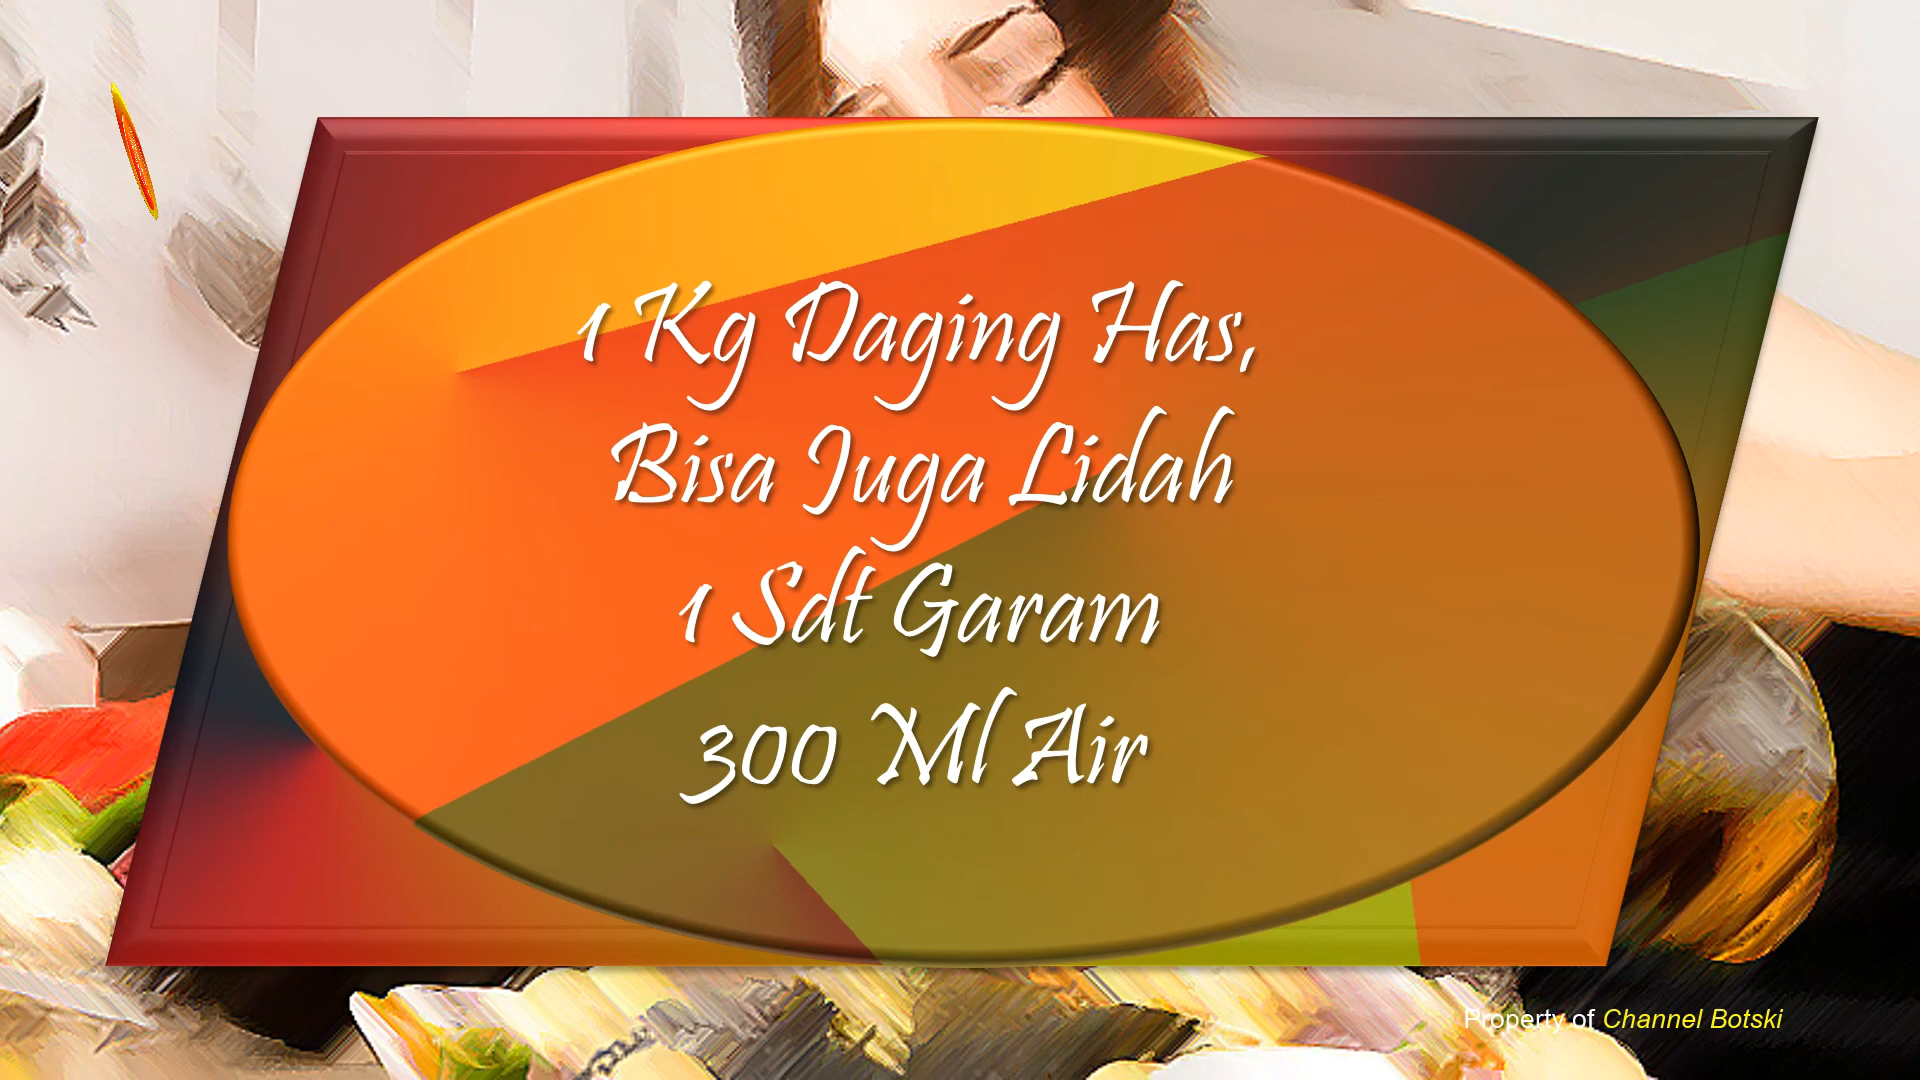 1 Kg Daging Has,
Bisa Juga Lidah
1 Sdt Garam
300 Ml Air
Property of Channel Botski